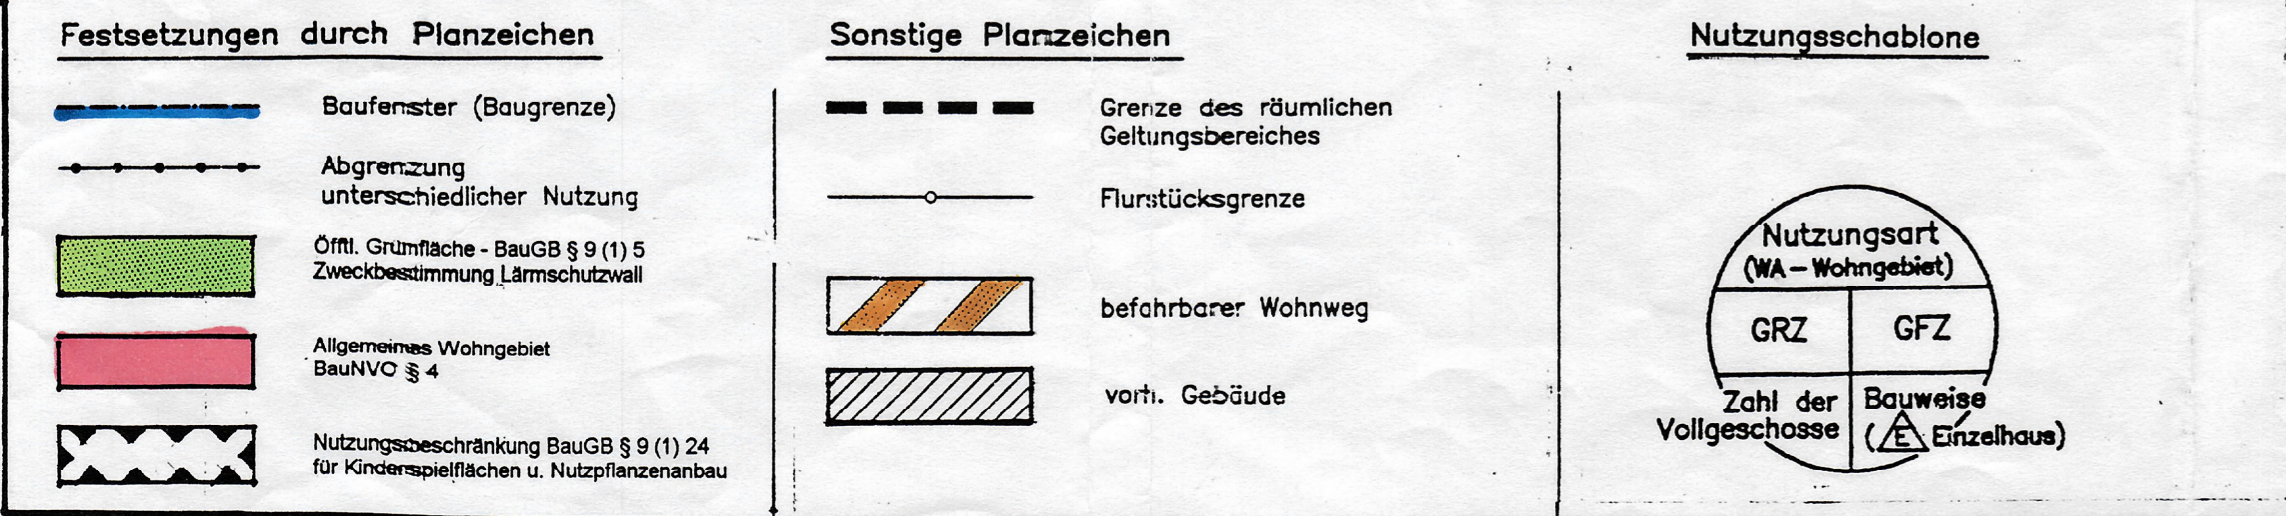 Festsetzungen durch Planzeichen
Baufenster (Baugrenze)
Abgrenzung
unterschiedlicher Nutzung
Öfftl. Grünfläche - BauGB § 9 (1) 5
Zweckbestimmung Lärmschutzwall
Allgemeines Wohngebiet
BauNVO § 4
Nutzungsbeschränkung BauGB § 9 (1) 24
für Kinderspielflächen u. Nutzpflanzenanbau
Sonstige Planzeichen
Grenze des räumlichen
Geltungsbereiches
Flurstücksgrenze
befahrbarer Wohnweg
vorh. Gebäude
Nutzungsschablone
Nutzungsart
(WA - Wohngebiet)
GRZ GFZ
Zahl der
Vollgeschosse
Bauweise
(E Einzelhaus)